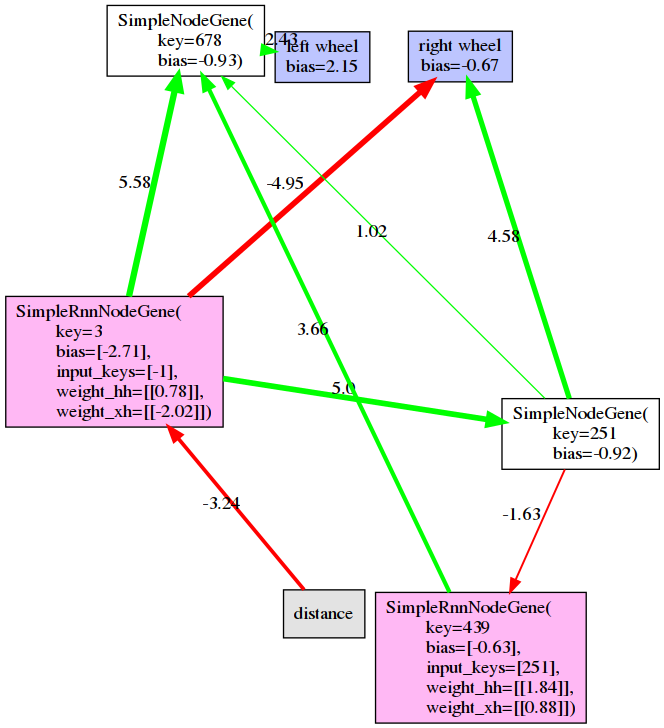 SimpleNodeGene(
key=678
bias=-0.93)
2.43
left wheel
bias=2.15
right wheel
bias=-0.67
5.58
-4.95
1.02
4.58
SimpleRnnNodeGene(
key=3
bias=[-2.71],
input_keys=[-1],
weight_hh=[[0.78]],
weight_xh=[[-2.02]])
3.66
5.0
SimpleNodeGene(
key=251
bias=-0.92)
-3.24
-1.63
distance
SimpleRnnNodeGene(
key=439
bias=[-0.63],
input_keys=[251],
weight_hh=[[1.84]],
weight_xh=[[0.88]])